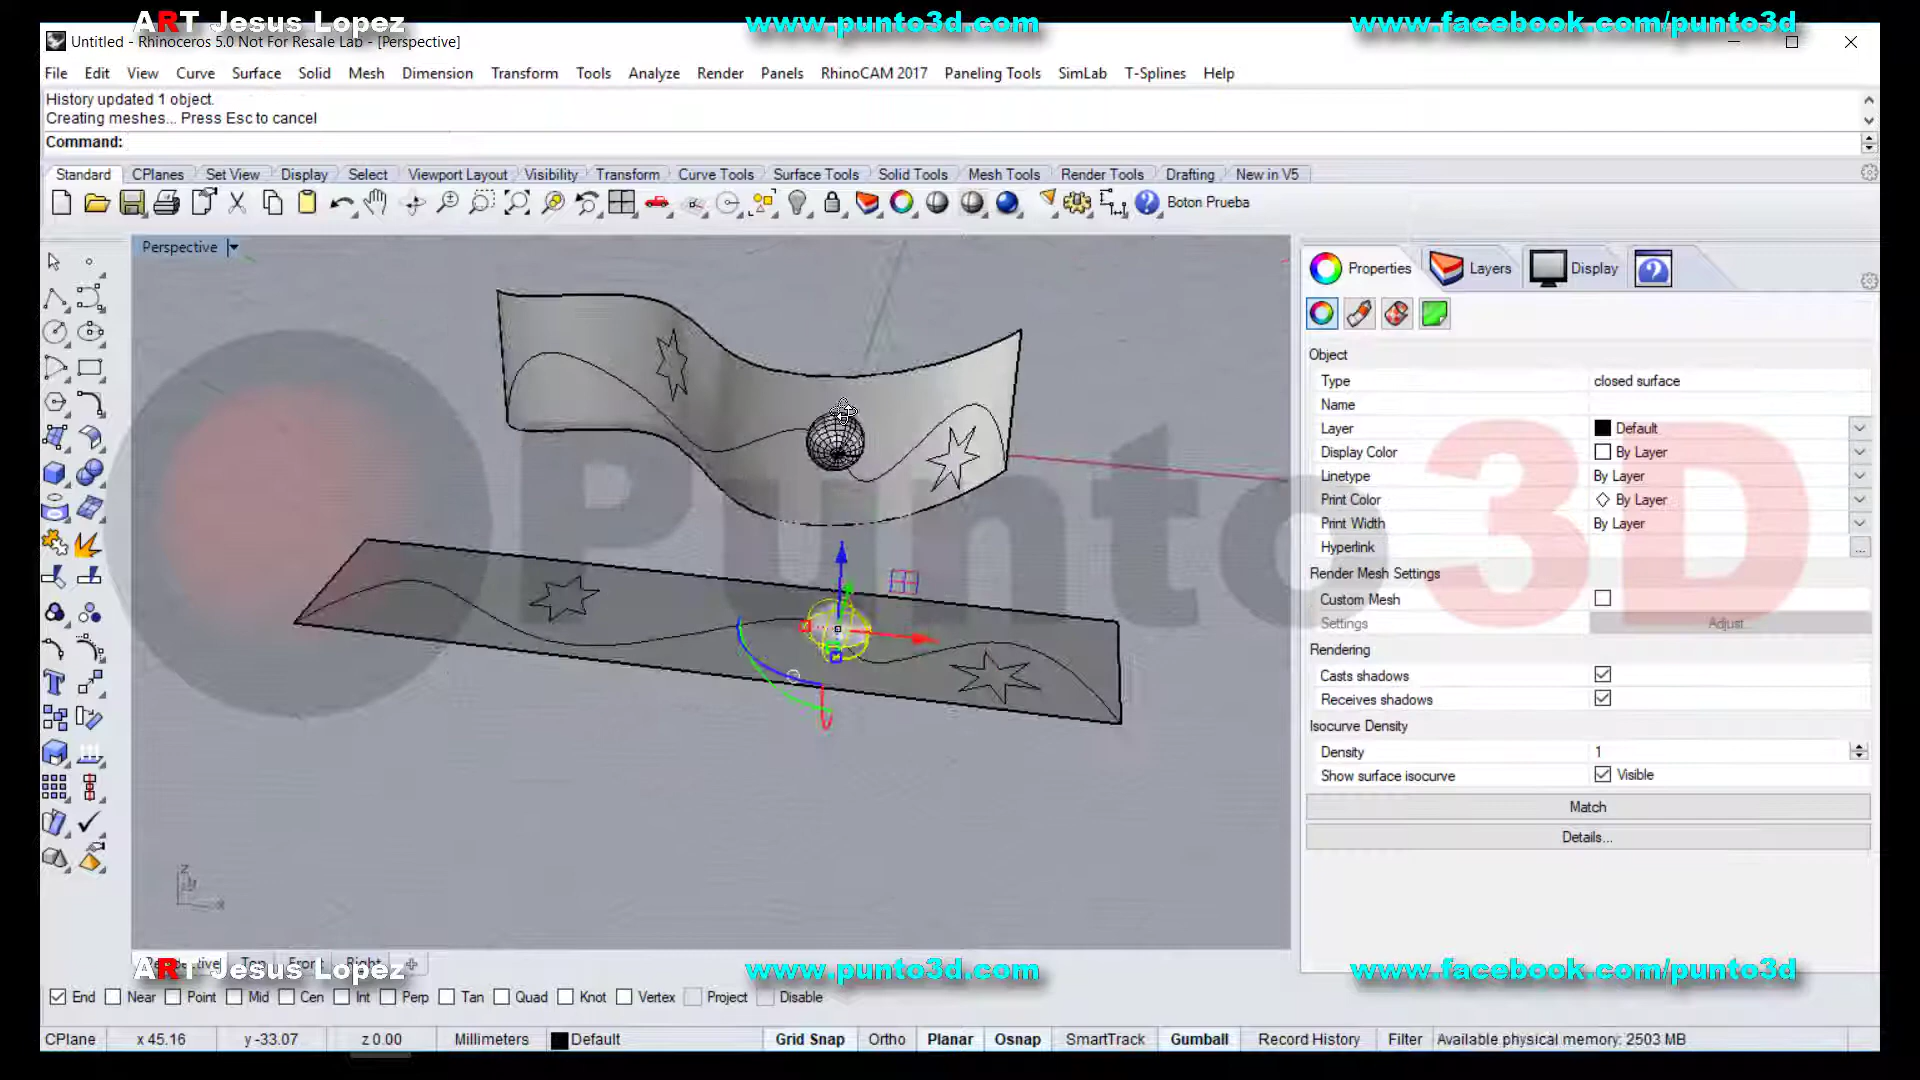 ART Jesus Lopez www.punto3d.com www.facebook.com/punto3d
Untitled - Rhinoceros 5.0 Not For Resale Lab - [Perspective]
File Edit View Curve Surface Solid Mesh Dimension Transform Tools Analyze Render Panels RhinoCAM 2017 Paneling Tools SimLab T-Splines Help
History updated 1 object.
Creating meshes... Press Esc to cancel
Command:
Standard CPlanes Set View Display Select Viewport Layout Visibility Transform Curve Tools Surface Tools Solid Tools Mesh Tools Render Tools Drafting New in V5
Boton Prueba
Perspective
Properties Layers Display
Object
Type closed surface
Name
Layer Default
Display Color By Layer
Linetype By Layer
Print Color By Layer
Print Width By Layer
Hyperlink ...
Punto3D
Render Mesh Settings
Custom Mesh
Settings Adjust...
Rendering
Casts shadows
Receives shadows
Isocurve Density
Density 1
Show surface isocurve Visible
Match
Details...
z y x
Top Front Right
ART Jesus Lopez www.punto3d.com www.facebook.com/punto3d
End Near Point Mid Cen Int Perp Tan Quad Knot Vertex Project Disable
CPlane x 45.16 y -33.07 z 0.00 Millimeters Default Grid Snap Ortho Planar Osnap SmartTrack Gumball Record History Filter Available physical memory: 2503 MB